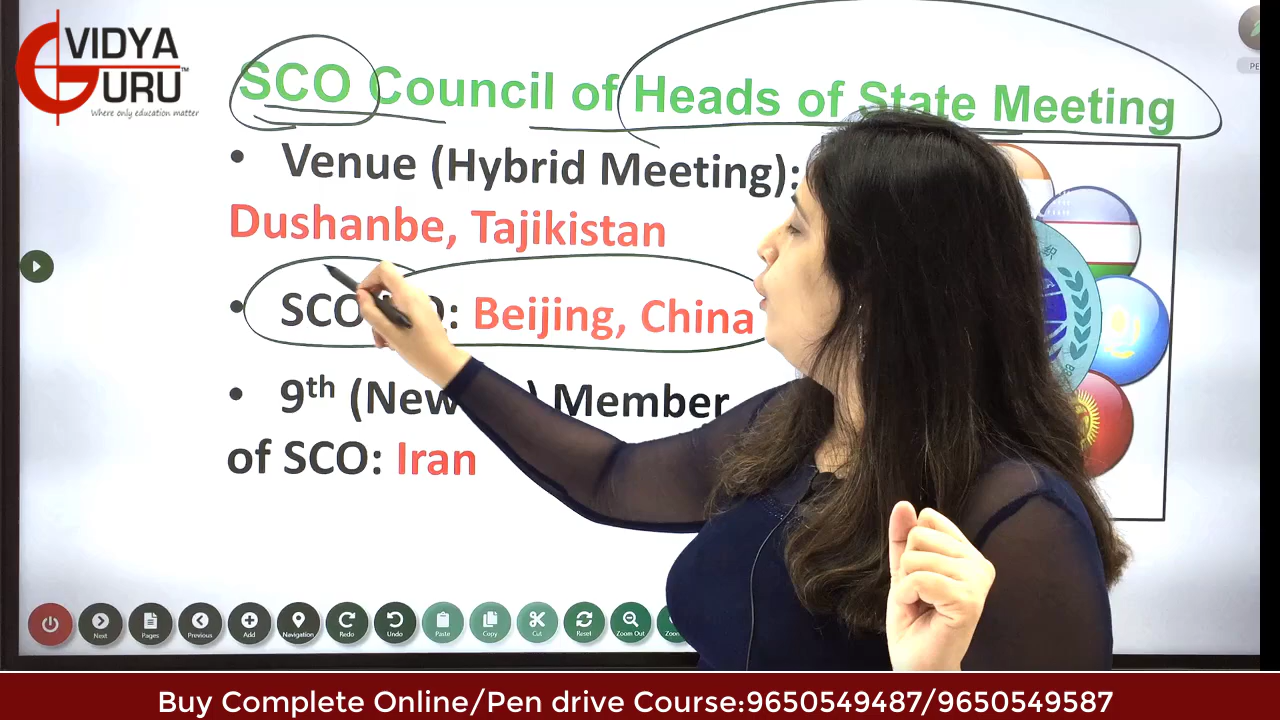 VIDYA
GURU™
Where only education matter
SCO Council of Heads of State Meeting
• Venue (Hybrid Meeting):
Dushanbe, Tajikistan
• SCO : Beijing, China
• 9th (New ) Member
of SCO: Iran
Next
Pages
Previous
Add
Navigation
Redo
Undo
Paste
Copy
Cut
Reset
Zoom Out
Buy Complete Online/Pen drive Course:9650549487/9650549587